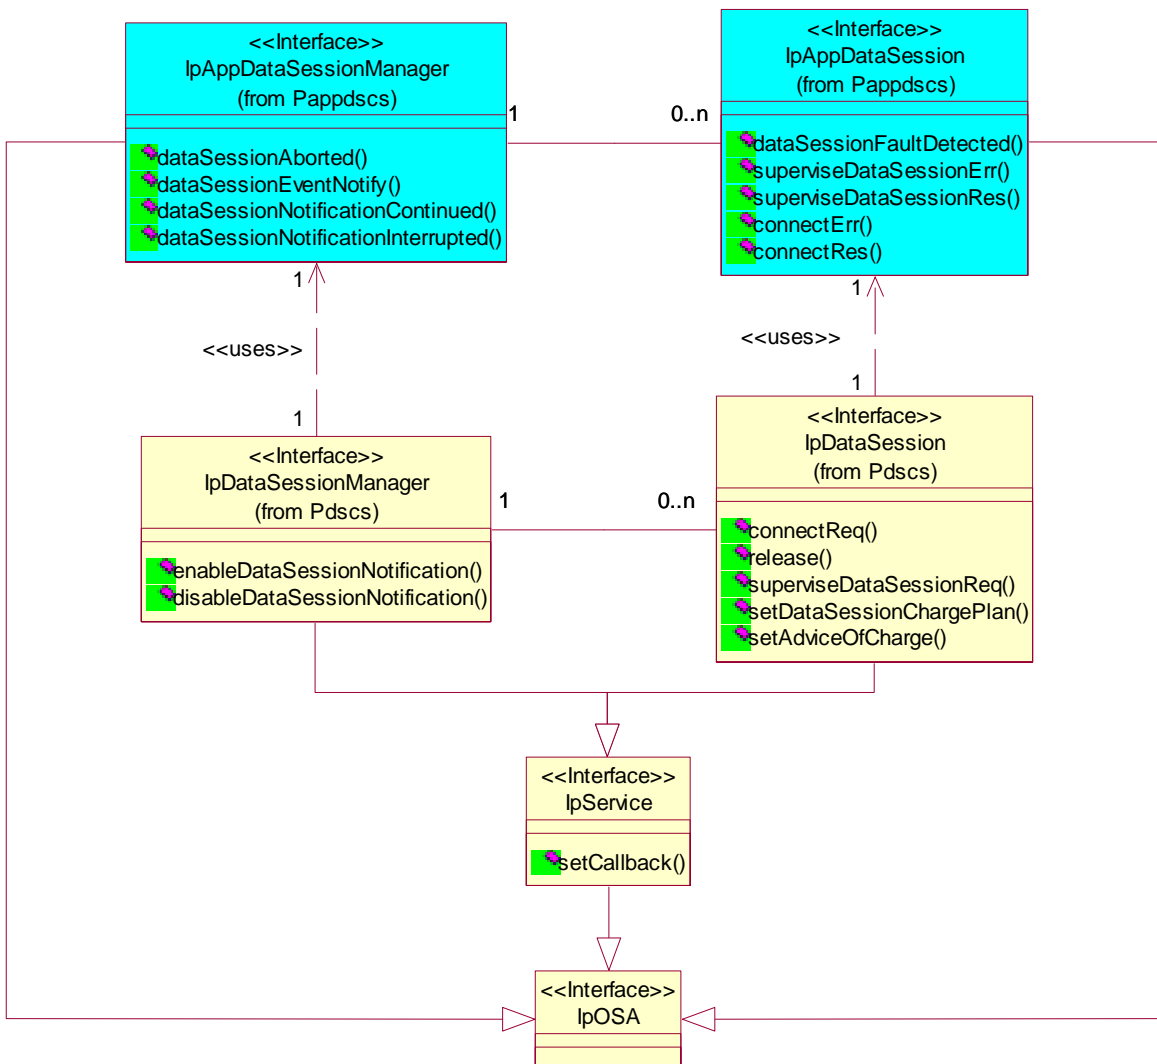 <<Interface>>
IpAppDataSessionManager
(from Pappdscs)
dataSessionAborted()
dataSessionEventNotify()
dataSessionNotificationContinued()
dataSessionNotificationInterrupted()
1
0..n
<<Interface>>
IpAppDataSession
(from Pappdscs)
dataSessionFaultDetected()
superviseDataSessionErr()
superviseDataSessionRes()
connectErr()
connectRes()
1
<<uses>>
1
1
<<uses>>
1
<<Interface>>
IpDataSessionManager
(from Pdscs)
enableDataSessionNotification()
disableDataSessionNotification()
1
0..n
<<Interface>>
IpDataSession
(from Pdscs)
connectReq()
release()
superviseDataSessionReq()
setDataSessionChargePlan()
setAdviceOfCharge()
<<Interface>>
IpService
setCallback()
<<Interface>>
IpOSA